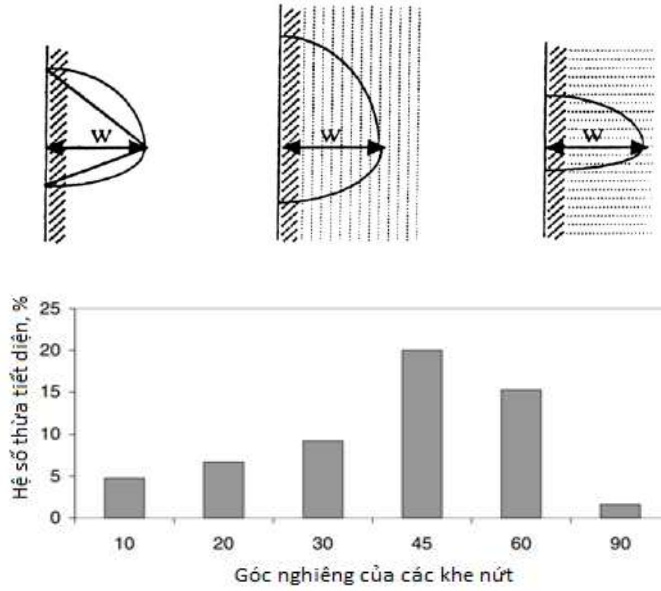 W
W
W
Hệ số thừa tiết diện, %
25
20
15
10
5
0
10 20 30 45 60 90
Góc nghiêng của các khe nứt